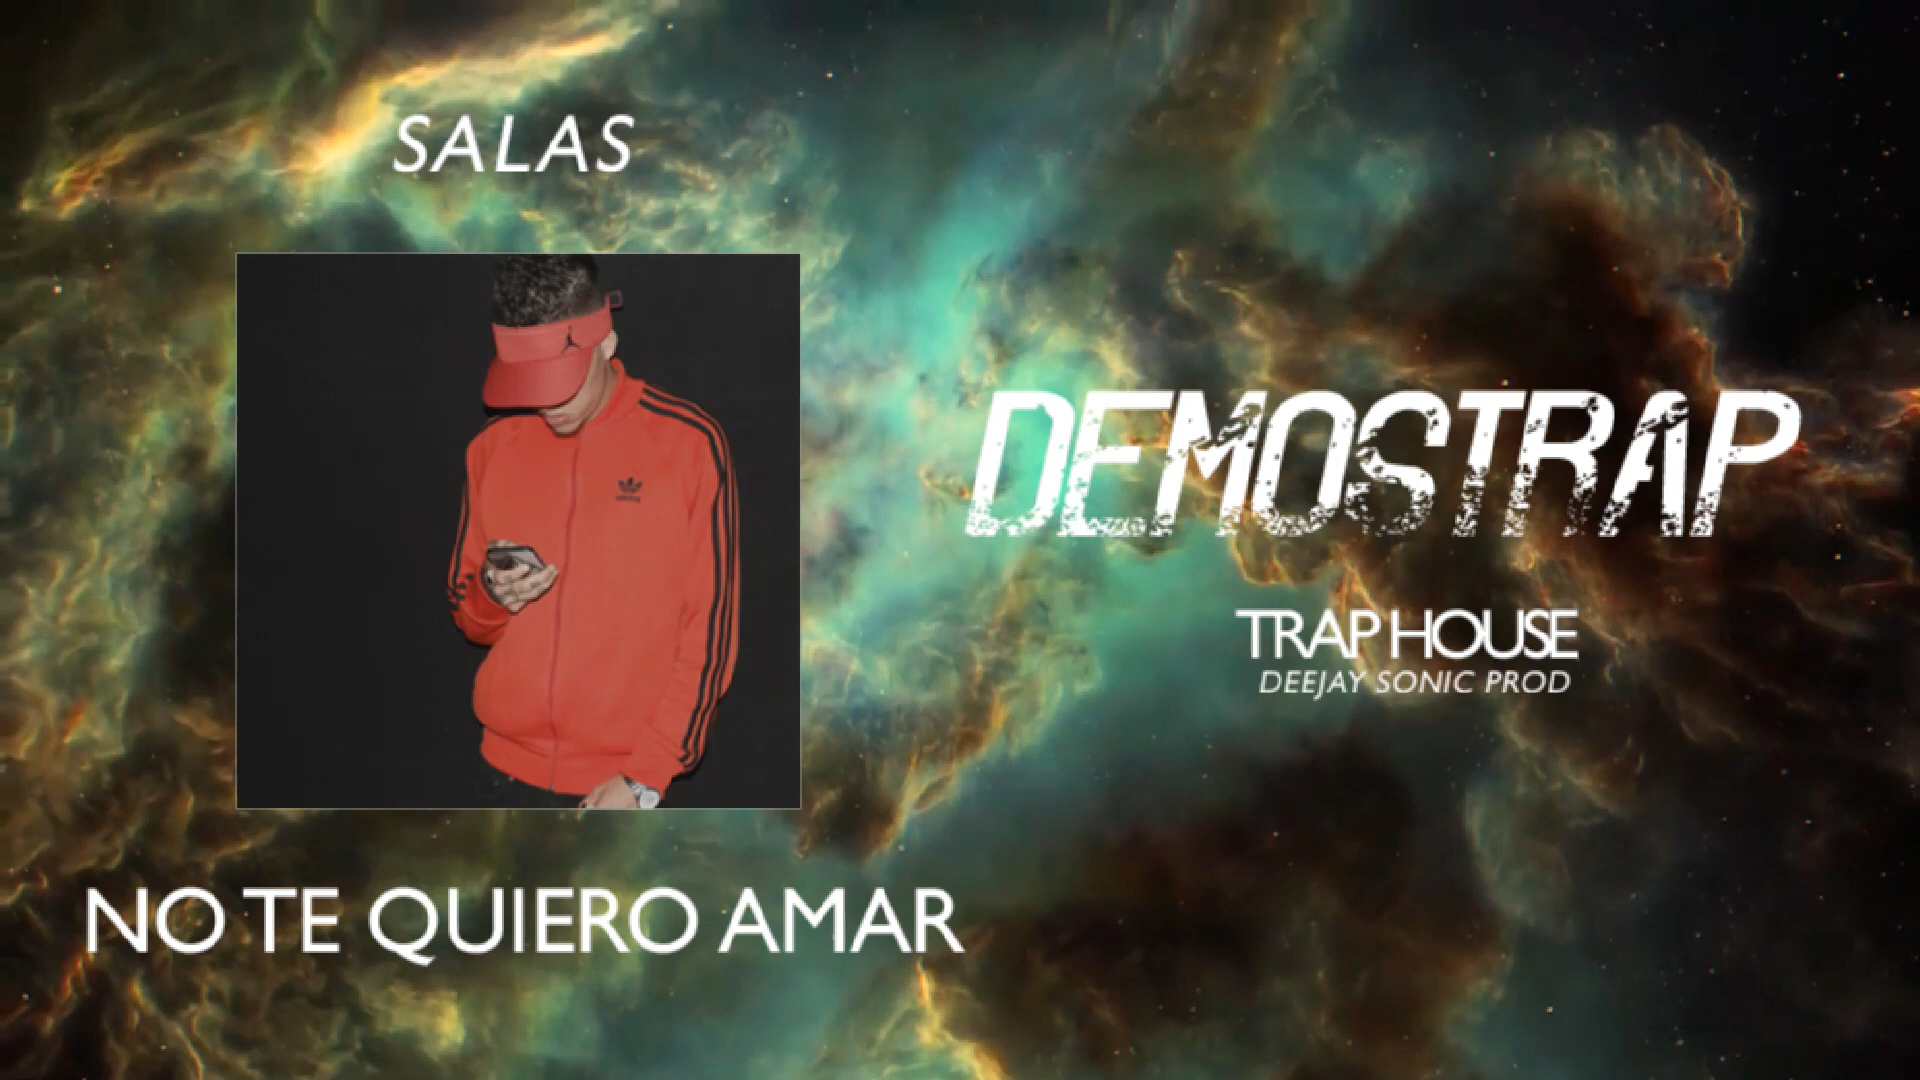 SALAS
DEMOSTRAP
TRAP HOUSE
DEEJAY SONIC PROD
NO TE QUIERO AMAR